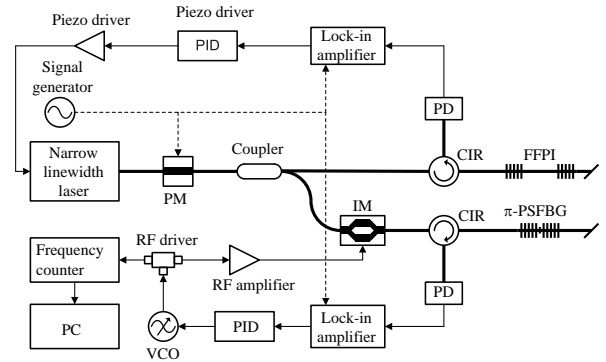 Piezo driver
Piezo driver
PID
Lock-in
amplifier
Signal
generator
PD
Narrow
linewidth
laser
PM
Coupler
CIR
FFPI
IM
CIR
π-PSFBG
Frequency
counter
RF driver
RF amplifier
PD
PC
VCO
PID
Lock-in
amplifier